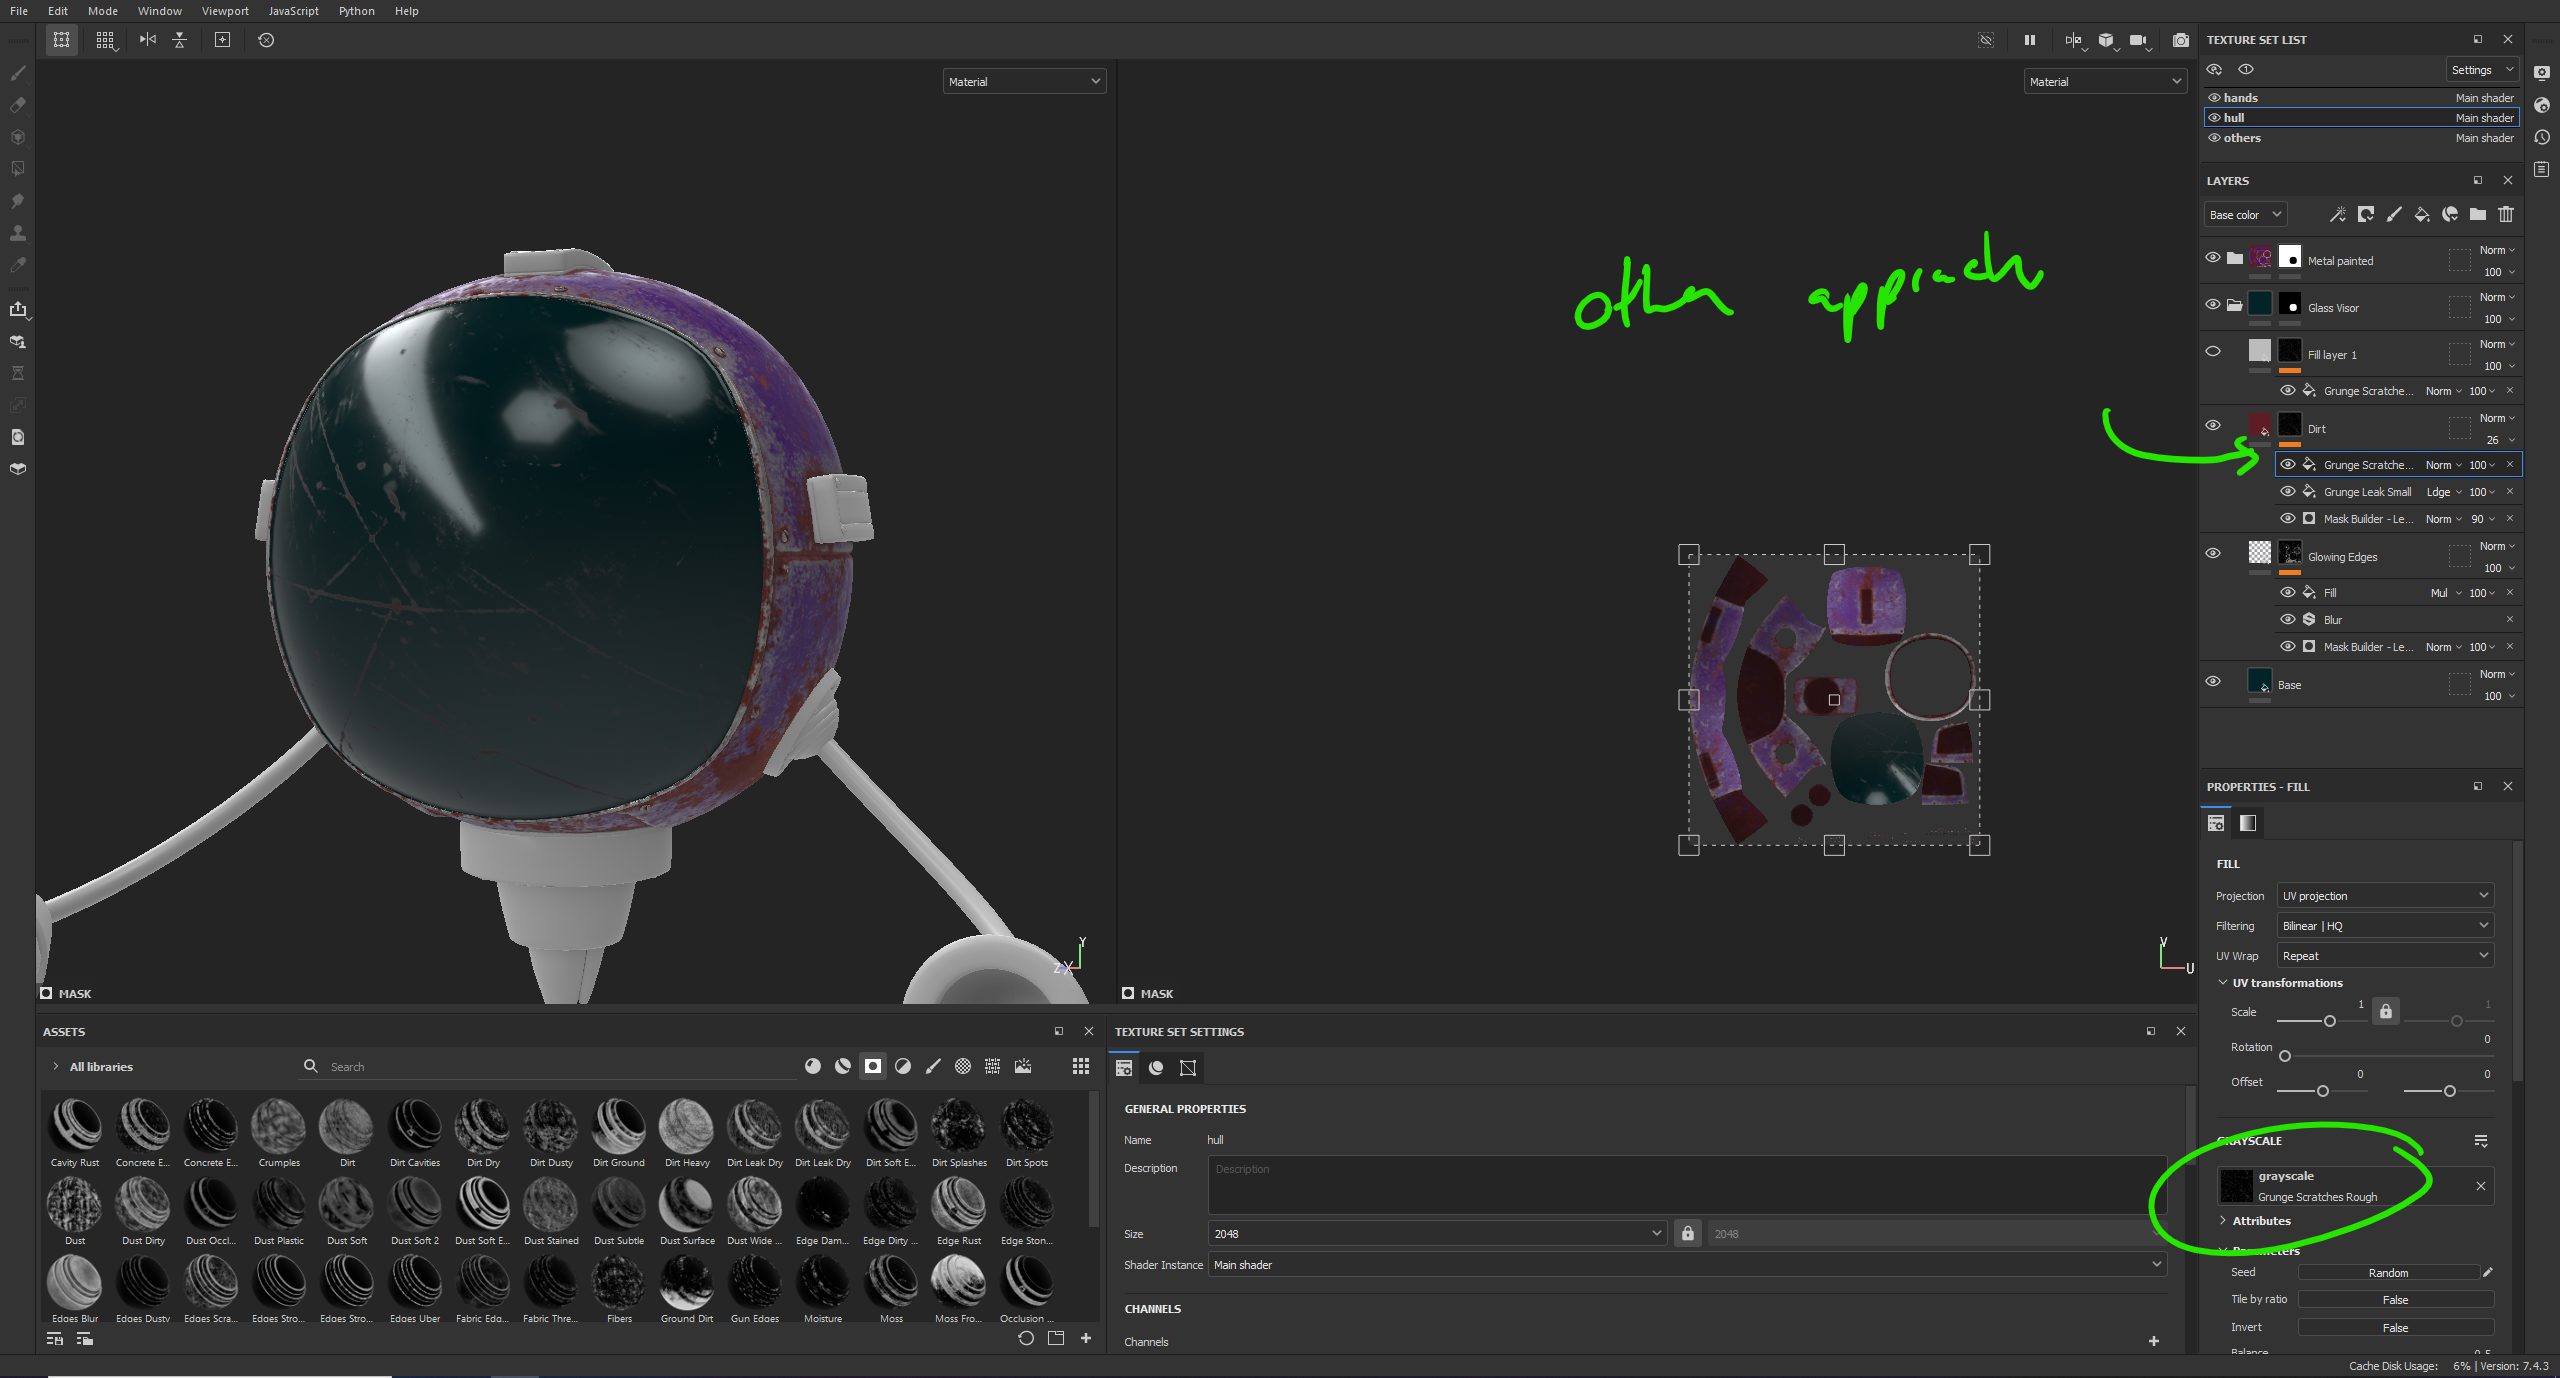 File Edit Mode Window Viewport JavaScript Python Help
Material
Material
other approach
TEXTURE SET LIST
Settings
hands Main shader
hull Main shader
others Main shader
LAYERS
Base color
Metal painted Norm 100
Glass Visor Norm 100
Fill layer 1 Norm 100
Grunge Scratche... Norm 100
Dirt Norm 26
Grunge Scratche... Norm 100
Grunge Leak Small Ldge 100
Mask Builder - Le... Norm 90
Glowing Edges Norm 100
Fill Mul 100
Blur
Mask Builder - Le... Norm 100
Base Norm 100
PROPERTIES - FILL
FILL
Projection UV projection
Filtering Bilinear | HQ
UV Wrap Repeat
UV transformations
Scale 1 1
Rotation 0
Offset 0 0
GRAYSCALE
grayscale
Grunge Scratches Rough
Attributes
Parameters
Seed Random
Tile by ratio False
Invert False
Balance 0.5
Y
Z X
V
U
MASK
MASK
ASSETS
All libraries
Search
Cavity Rust Concrete E... Concrete E... Crumples Dirt Dirt Cavities Dirt Dry Dirt Dusty Dirt Ground Dirt Heavy Dirt Leak Dry Dirt Leak Dry Dirt Soft E... Dirt Splashes Dirt Spots
Dust Dust Dirty Dust Occl... Dust Plastic Dust Soft Dust Soft 2 Dust Soft E... Dust Stained Dust Subtle Dust Surface Dust Wide ... Edge Dam... Edge Dirty ... Edge Rust Edge Ston...
Edges Blur Edges Dusty Edges Scra... Edges Stro... Edges Stro... Edges Uber Fabric Edg... Fabric Thre... Fibers Ground Dirt Gun Edges Moisture Moss Moss Fro... Occlusion ...
TEXTURE SET SETTINGS
GENERAL PROPERTIES
Name hull
Description Description
Size 2048 2048
Shader Instance Main shader
CHANNELS
Channels
Cache Disk Usage: 6% | Version: 7.4.3